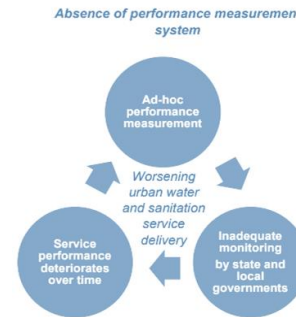 Absence of performance measuremen
system
Ad-hoc
performance
measurement
Worsening
urban water
and sanitation
service
delivery
Inadequate
monitoring
by state and
local
governments
Service
performance
deteriorates
over time